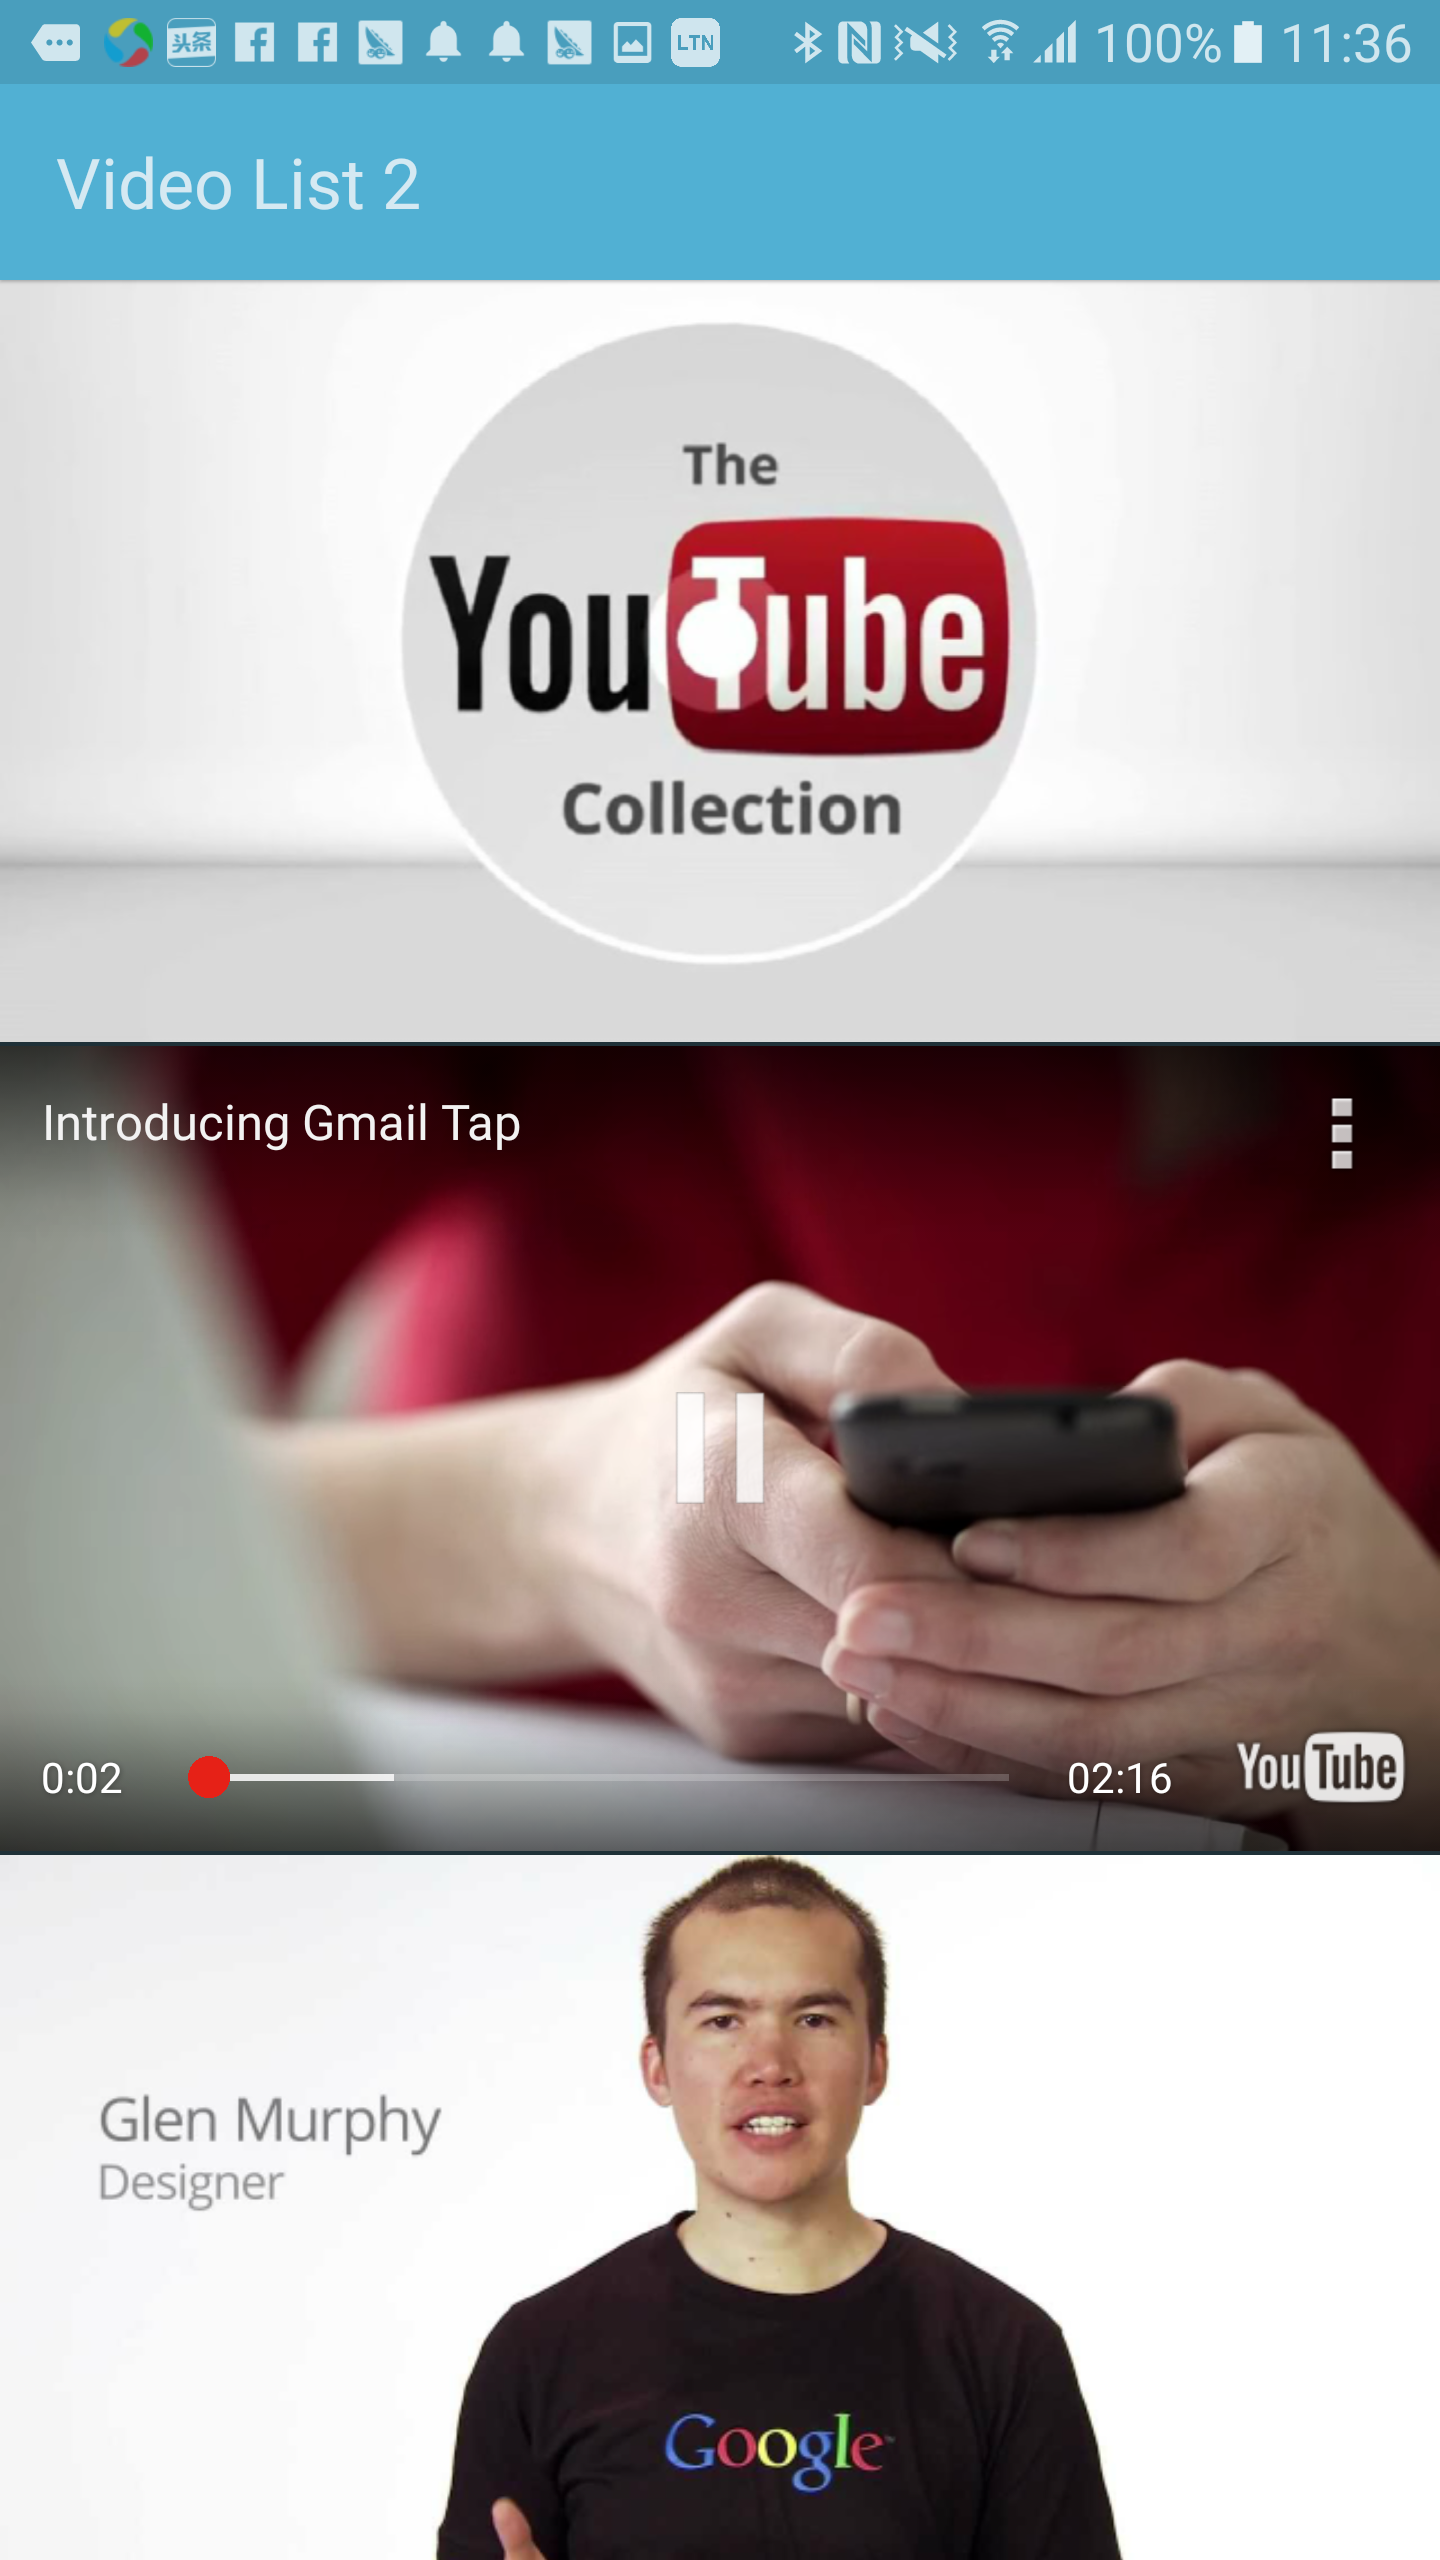 头条
LTN
100% 11:36
Video List 2
The
YouTube
Collection
Introducing Gmail Tap
0:02
02:16
YouTube
Glen Murphy
Designer
Google